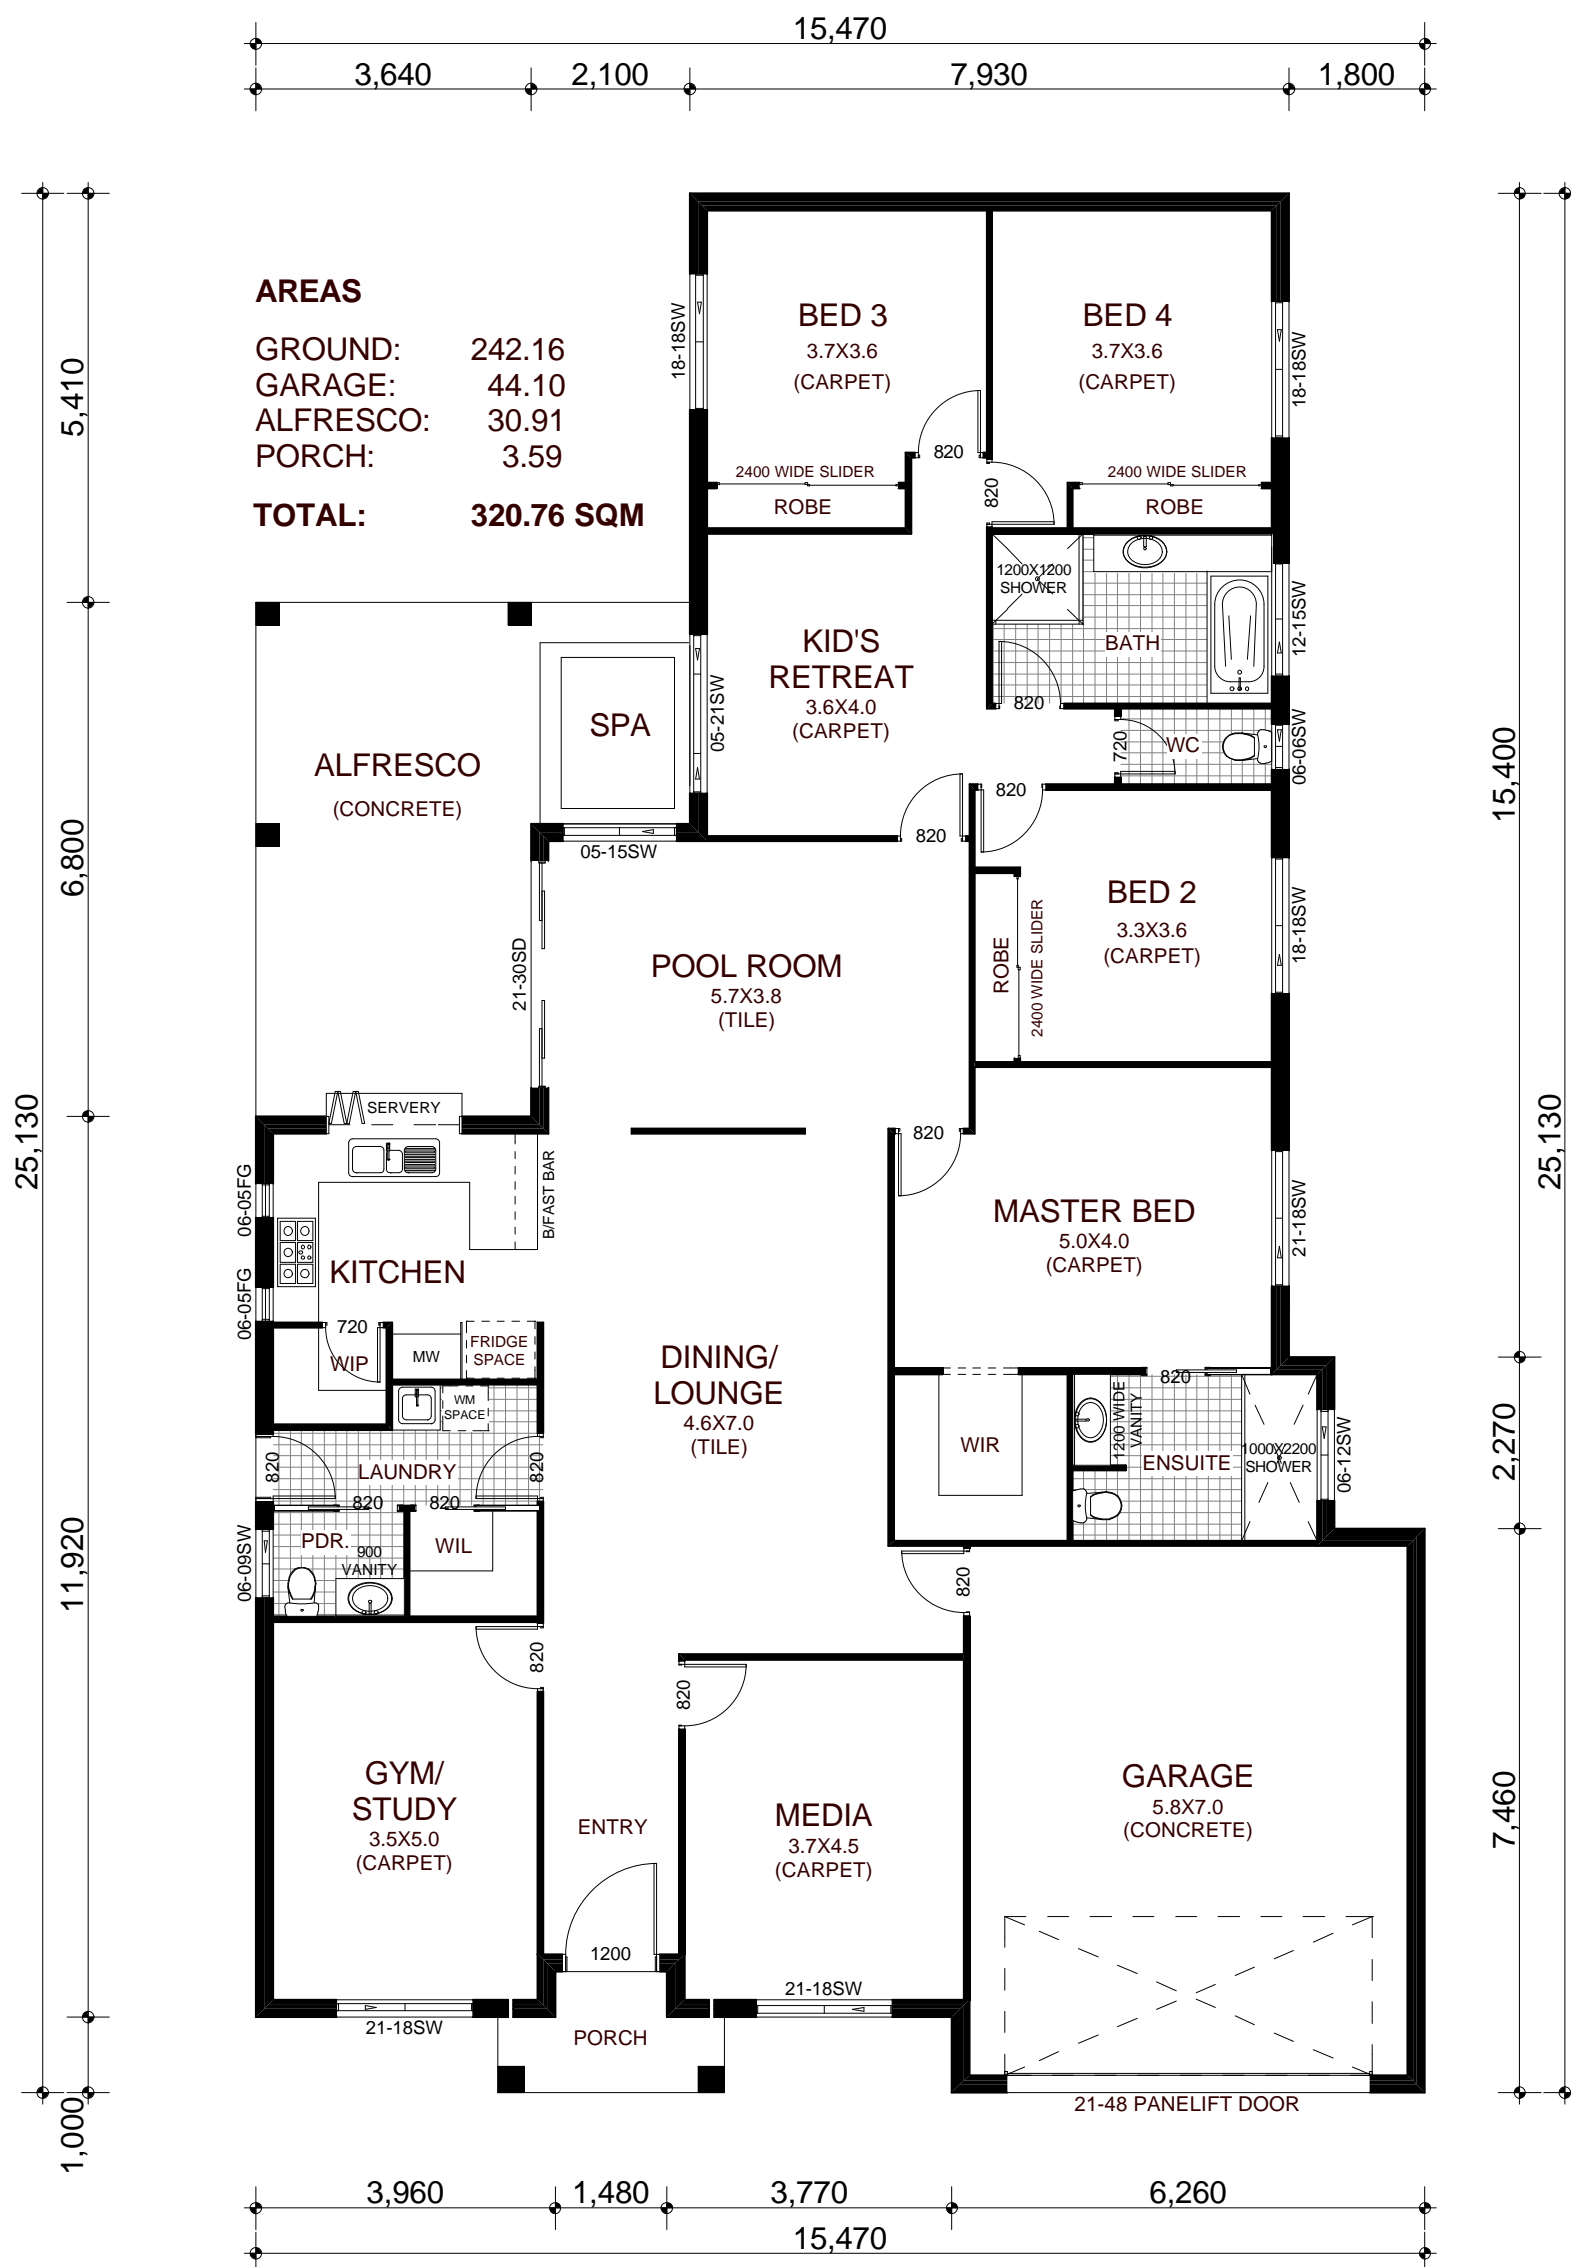 15,470
3,640
2,100
7,930
1,800
AREAS
GROUND: 242.16
GARAGE: 44.10
ALFRESCO: 30.91
PORCH: 3.59
TOTAL: 320.76 SQM
5,410
6,800
25,130
11,920
1,000
18-18SW
BED 3
3.7X3.6
(CARPET)
BED 4
3.7X3.6
(CARPET)
18-18SW
820
2400 WIDE SLIDER
ROBE
820
2400 WIDE SLIDER
ROBE
1200X1200
SHOWER
BATH
12-15SW
KID'S
RETREAT
3.6X4.0
(CARPET)
820
05-21SW
SPA
720
WC
06-06SW
ALFRESCO
(CONCRETE)
820
820
05-15SW
BED 2
3.3X3.6
(CARPET)
18-18SW
ROBE
2400 WIDE SLIDER
21-30SD
POOL ROOM
5.7X3.8
(TILE)
SERVERY
820
B/FAST BAR
06-05FG
MASTER BED
5.0X4.0
(CARPET)
21-18SW
KITCHEN
06-05FG
720
WIP
MW
FRIDGE
SPACE
DINING/
LOUNGE
4.6X7.0
(TILE)
820
WM
SPACE
WIR
1200 WIDE
VANITY
ENSUITE
1000X2200
SHOWER
06-12SW
820
LAUNDRY
820
820
820
PDR.
900
VANITY
WIL
06-09SW
820
820
820
GYM/
STUDY
3.5X5.0
(CARPET)
ENTRY
MEDIA
3.7X4.5
(CARPET)
GARAGE
5.8X7.0
(CONCRETE)
1200
21-18SW
21-18SW
PORCH
21-48 PANELIFT DOOR
15,400
2,270
25,130
7,460
3,960
1,480
3,770
6,260
15,470